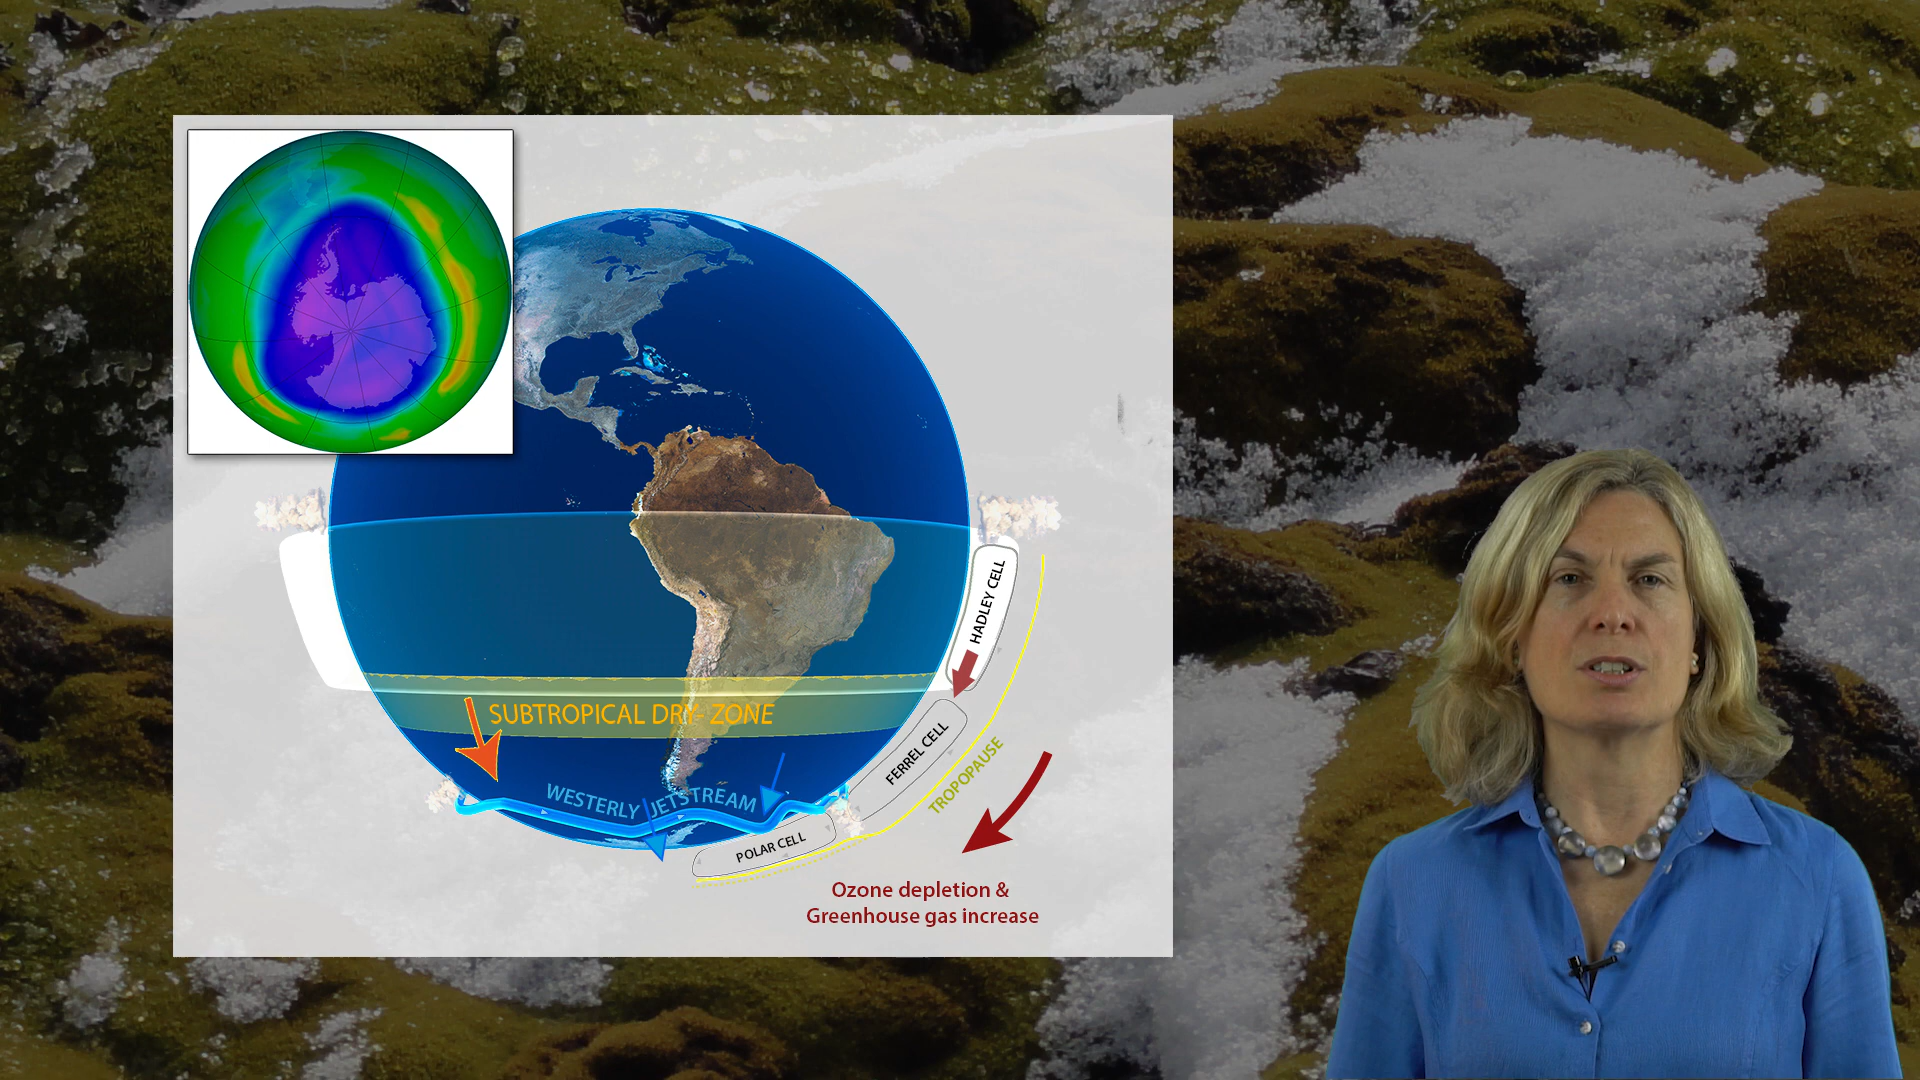 HADLEY CELL
SUBTROPICAL DRY- ZONE
FERREL CELL
TROPOPAUSE
WESTERLY JETSTREAM
POLAR CELL
Ozone depletion &
Greenhouse gas increase